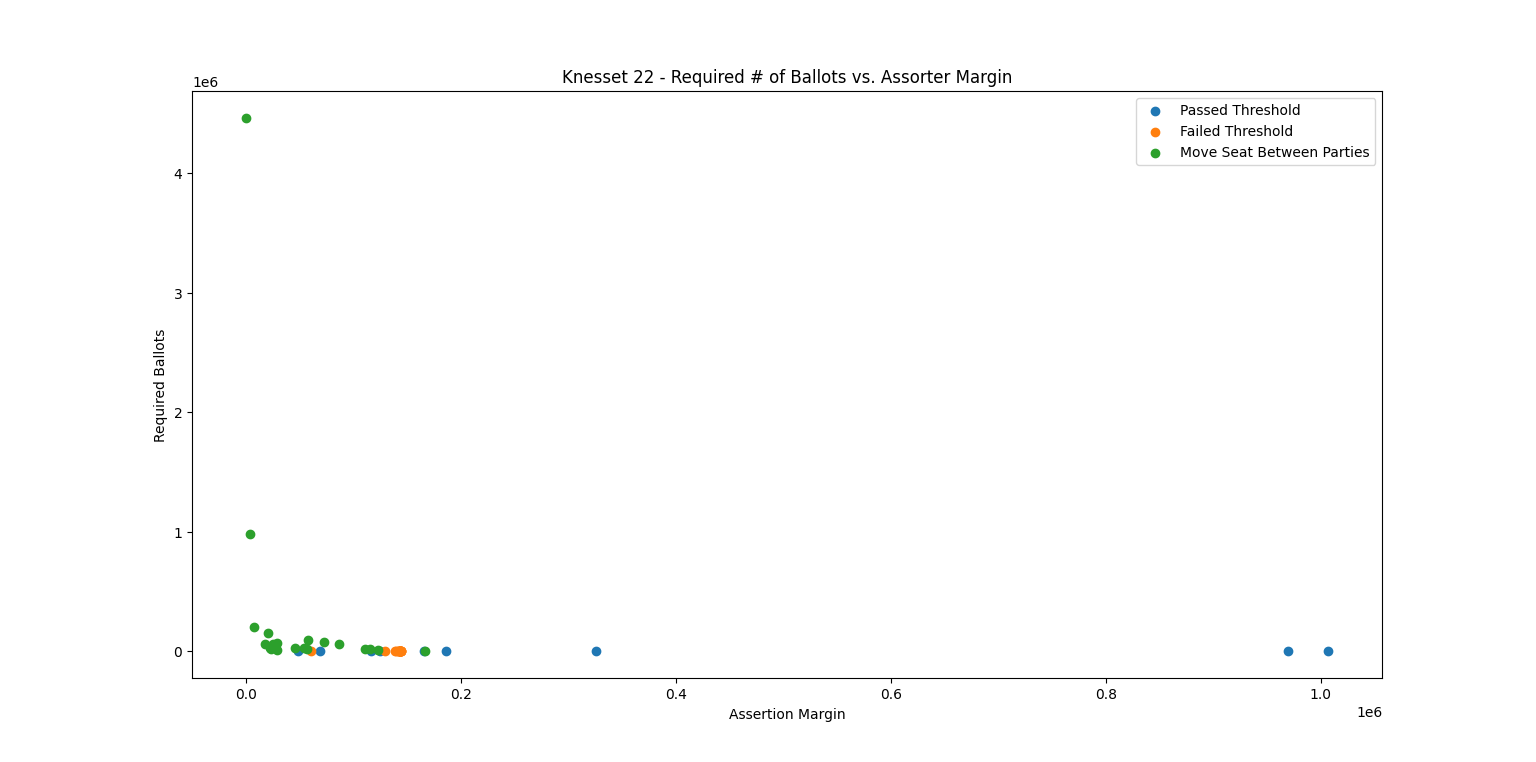 Knesset 22 - Required # of Ballots vs. Assorter Margin
1e6
Passed Threshold
Failed Threshold
Move Seat Between Parties
4
3
2
1
0
Required Ballots
0.0 0.2 0.4 0.6 0.8 1.0
Assertion Margin
1e6